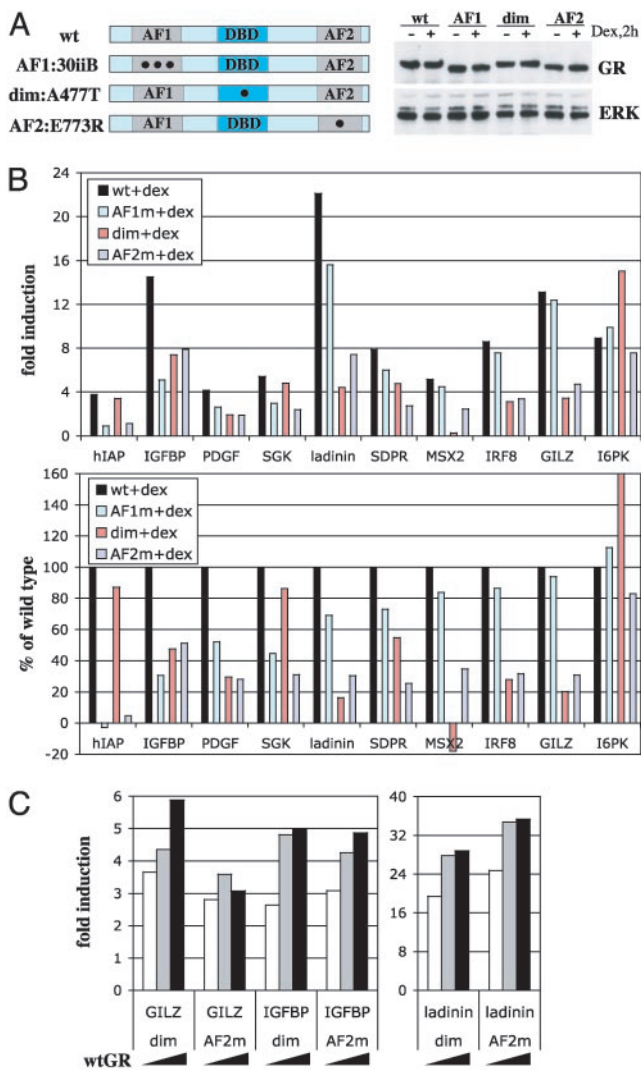 A
wt
AF1 DBD AF2
AF1:30iiB
DBD AF2
dim:A477T
AF1 AF2
AF2:E773R
AF1 DBD
wt AF1 dim AF2
Dex,2h
- + - + - + - +
GR
ERK
B
wt+dex
AF1m+dex
dim+dex
AF2m+dex
fold induction
24
20
16
12
8
4
0
hIAP IGFBP PDGF SGK ladinin SDPR MSX2 IRF8 GILZ I6PK
wt+dex
AF1m+dex
dim+dex
AF2m+dex
% of wild type
160
140
120
100
80
60
40
20
0
-20
hIAP IGFBP PDGF SGK ladinin SDPR MSX2 IRF8 GILZ I6PK
C
fold induction
6
5
4
3
2
1
0
GILZ GILZ IGFBP IGFBP
dim AF2m dim AF2m
40
36
24
12
0
ladinin ladinin
dim AF2m
wtGR